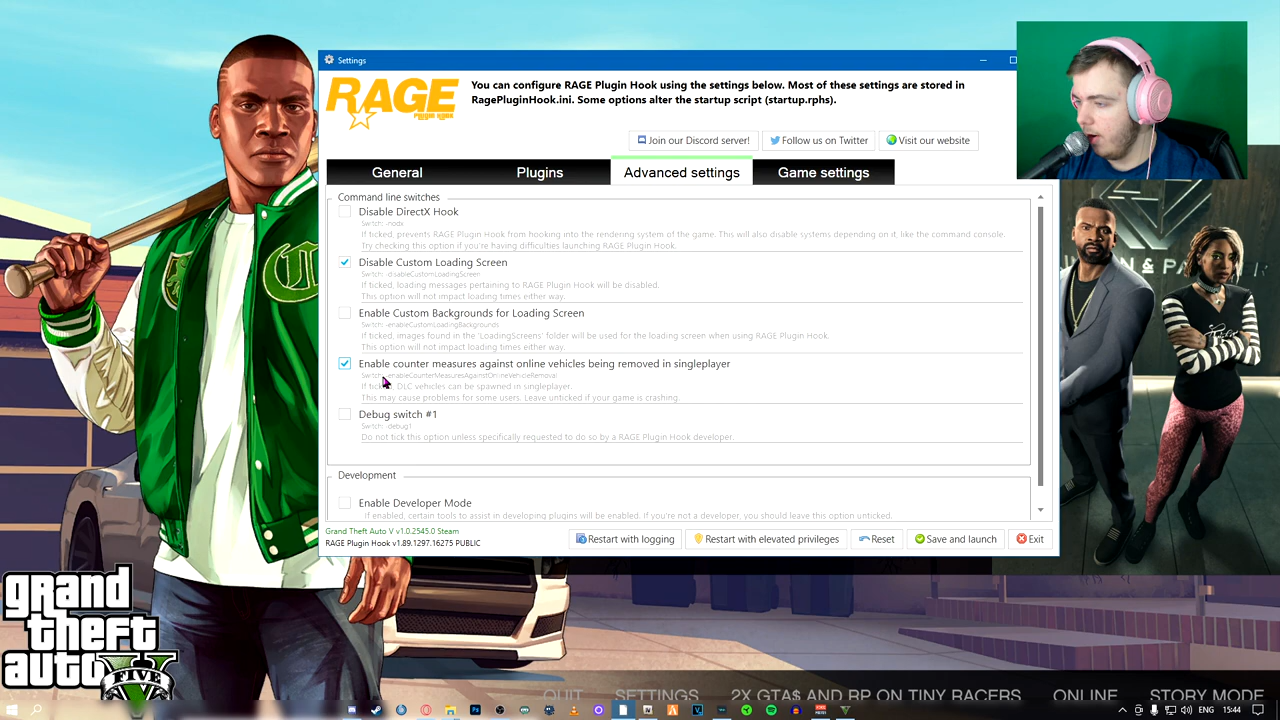 Settings
RAGE
PLUGIN HOOK
You can configure RAGE Plugin Hook using the settings below. Most of these settings are stored in
RagePluginHook.ini. Some options alter the startup script (startup.rphs).
Join our Discord server!
Follow us on Twitter
Visit our website
General
Plugins
Advanced settings
Game settings
Command line switches
Disable DirectX Hook
Switch: -nodx
If ticked, prevents RAGE Plugin Hook from hooking into the rendering system of the game. This will also disable systems depending on it, like the command console.
Try checking this option if you're having difficulties launching RAGE Plugin Hook.
Disable Custom Loading Screen
Switch: -disableCustomLoadingScreen
If ticked, loading messages pertaining to RAGE Plugin Hook will be disabled.
This option will not impact loading times either way.
Enable Custom Backgrounds for Loading Screen
Switch: -enableCustomLoadingBackgrounds
If ticked, images found in the 'LoadingScreens' folder will be used for the loading screen when using RAGE Plugin Hook.
This option will not impact loading times either way.
Enable counter measures against online vehicles being removed in singleplayer
Switch: -enableCounterMeasuresAgainstOnlineVehicleRemoval
If DLC vehicles can be spawned in singleplayer.
This may cause problems for some users. Leave unticked if your game is crashing.
Debug switch #1
Switch: -debug1
Do not tick this option unless specifically requested to do so by a RAGE Plugin Hook developer.
Development
Enable Developer Mode
If enabled, certain tools to assist in developing plugins will be enabled. If you're not a developer, you should leave this option unticked.
Grand Theft Auto V v1.0.2545.0 Steam
RAGE Plugin Hook v1.89.1297.16275 PUBLIC
Restart with logging
Restart with elevated privileges
Reset
Save and launch
Exit
grand
theft
auto
FIVE
QUIT
SETTINGS
2X GTA$ AND RP ON TINY RACERS
ONLINE
STORY MODE
ENG
15:44